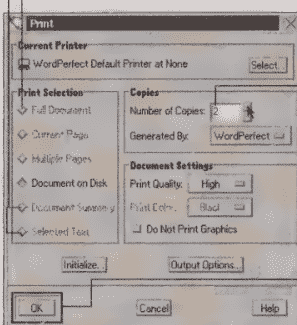 Print
Current Printer
WordPerfect Default Printer at None
Select...
Print Selection
Full Document
Current Page
Multiple Pages
Document on Disk
Document Summary
Selected Text
Copies
Number of Copies: 2
Generated By: WordPerfect
Document Settings
Print Quality: High
Print Color: Black
Do Not Print Graphics
Initialize...
Output Options...
OK
Cancel
Help